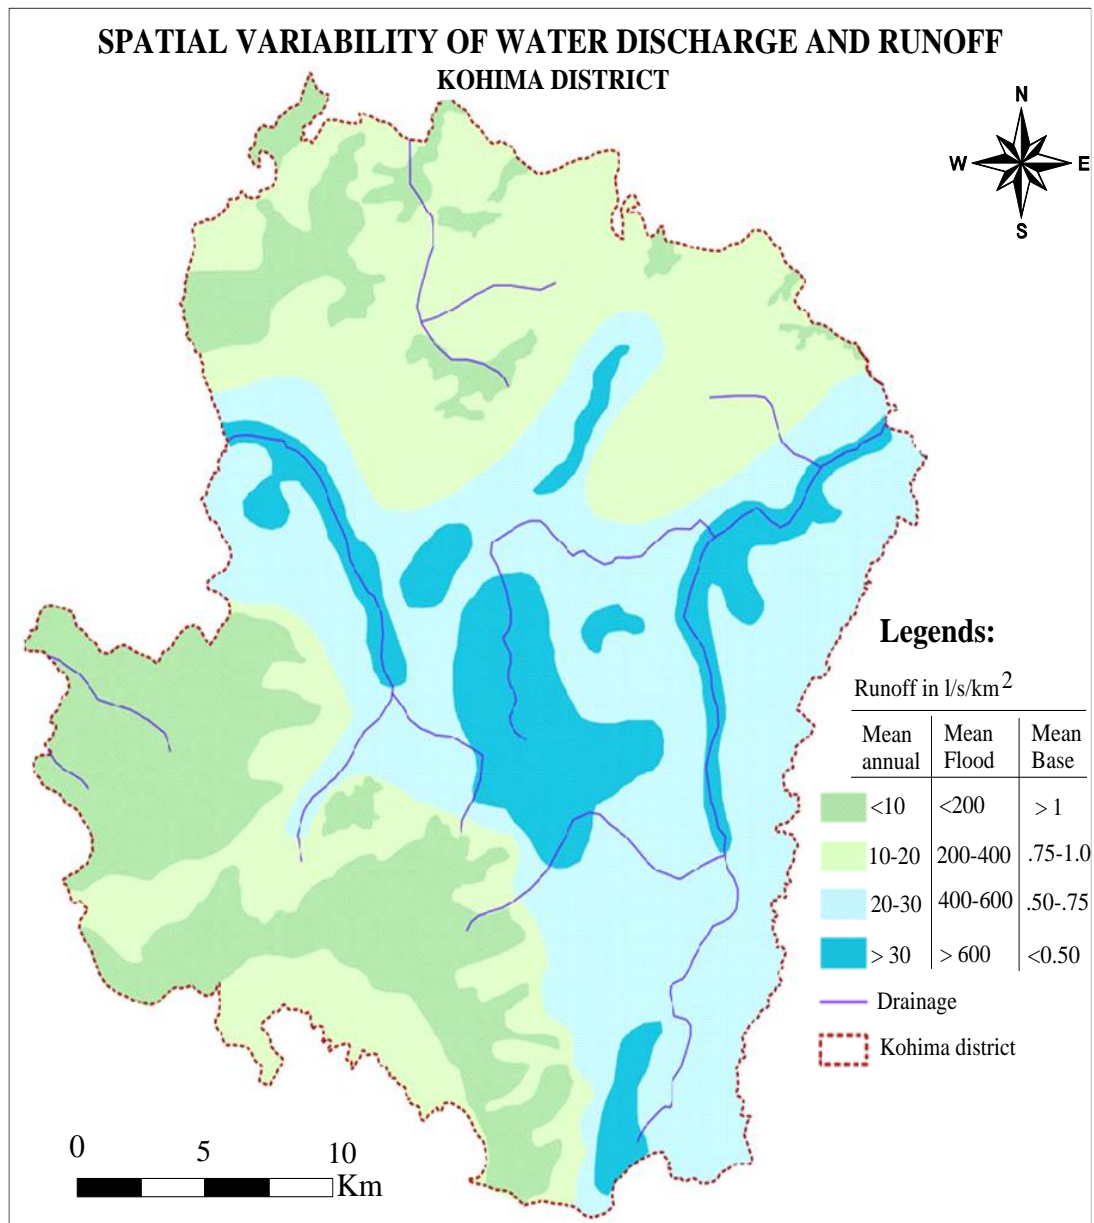 SPATIAL VARIABILITY OF WATER DISCHARGE AND RUNOFF
KOHIMA DISTRICT
N
W E
S
Legends:
Runoff in l/s/km2
Mean annual Mean Flood Mean Base
<10 <200 > 1
10-20 200-400 .75-1.0
20-30 400-600 .50-.75
> 30 > 600 <0.50
Drainage
Kohima district
0 5 10
Km